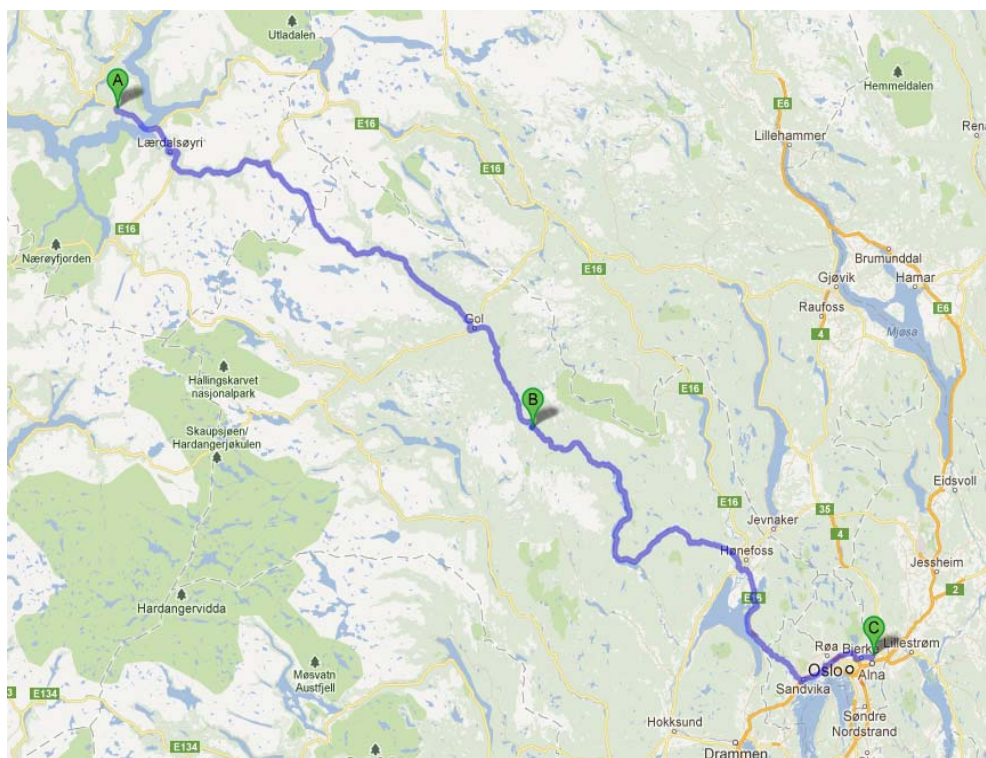 Utladalen
A
Hemmeldalen
E6
Lillehammer
Rena
E16
Lærdalsøyri
E16
E16
Nærøyfjorden
Brumunddal
E16
Gjøvik
Hamar
Raufoss
E6
Gol
4
Mjøsa
Hallingskarvet
nasjonalpark
E16
B
Skaupsjøen/
Hardangerjøkulen
Eidsvoll
35
Jevnaker
4
Hønefoss
Jessheim
2
Hardangervidda
E16
C
Røa
Bjerke
Lillestrøm
Møsvatn
Austfjell
Oslo
Alna
E134
Sandvika
3
Søndre
Nordstrand
Hokksund
E134
Drammen